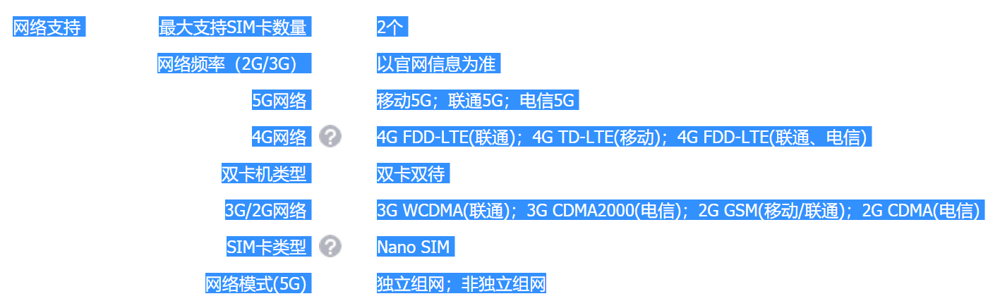 网络支持 最大支持SIM卡数量 2个
网络频率（2G/3G） 以官网信息为准
5G网络 移动5G；联通5G；电信5G
4G网络 ? 4G FDD-LTE(联通)；4G TD-LTE(移动)；4G FDD-LTE(联通、电信)
双卡机类型 双卡双待
3G/2G网络 3G WCDMA(联通)；3G CDMA2000(电信)；2G GSM(移动/联通)；2G CDMA(电信)
SIM卡类型 ? Nano SIM
网络模式(5G) 独立组网；非独立组网